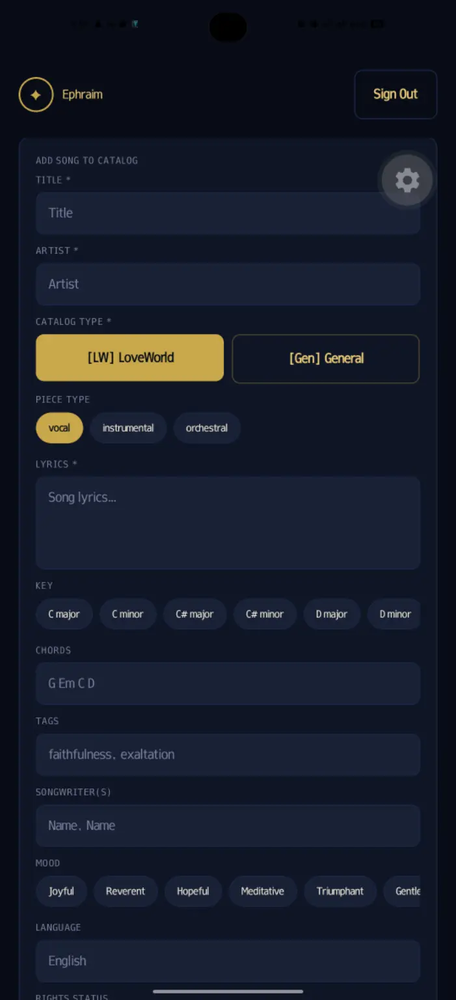 Ephraim
Sign Out
ADD SONG TO CATALOG
TITLE *
Title
ARTIST *
Artist
CATALOG TYPE *
[LW] LoveWorld [Gen] General
PIECE TYPE
vocal instrumental orchestral
LYRICS *
Song lyrics...
KEY
C major C minor C# major C# minor D major D minor
CHORDS
G Em C D
TAGS
faithfulness, exaltation
SONGWRITER(S)
Name, Name
MOOD
Joyful Reverent Hopeful Meditative Triumphant Gentle
LANGUAGE
English
RIGHTS STATUS